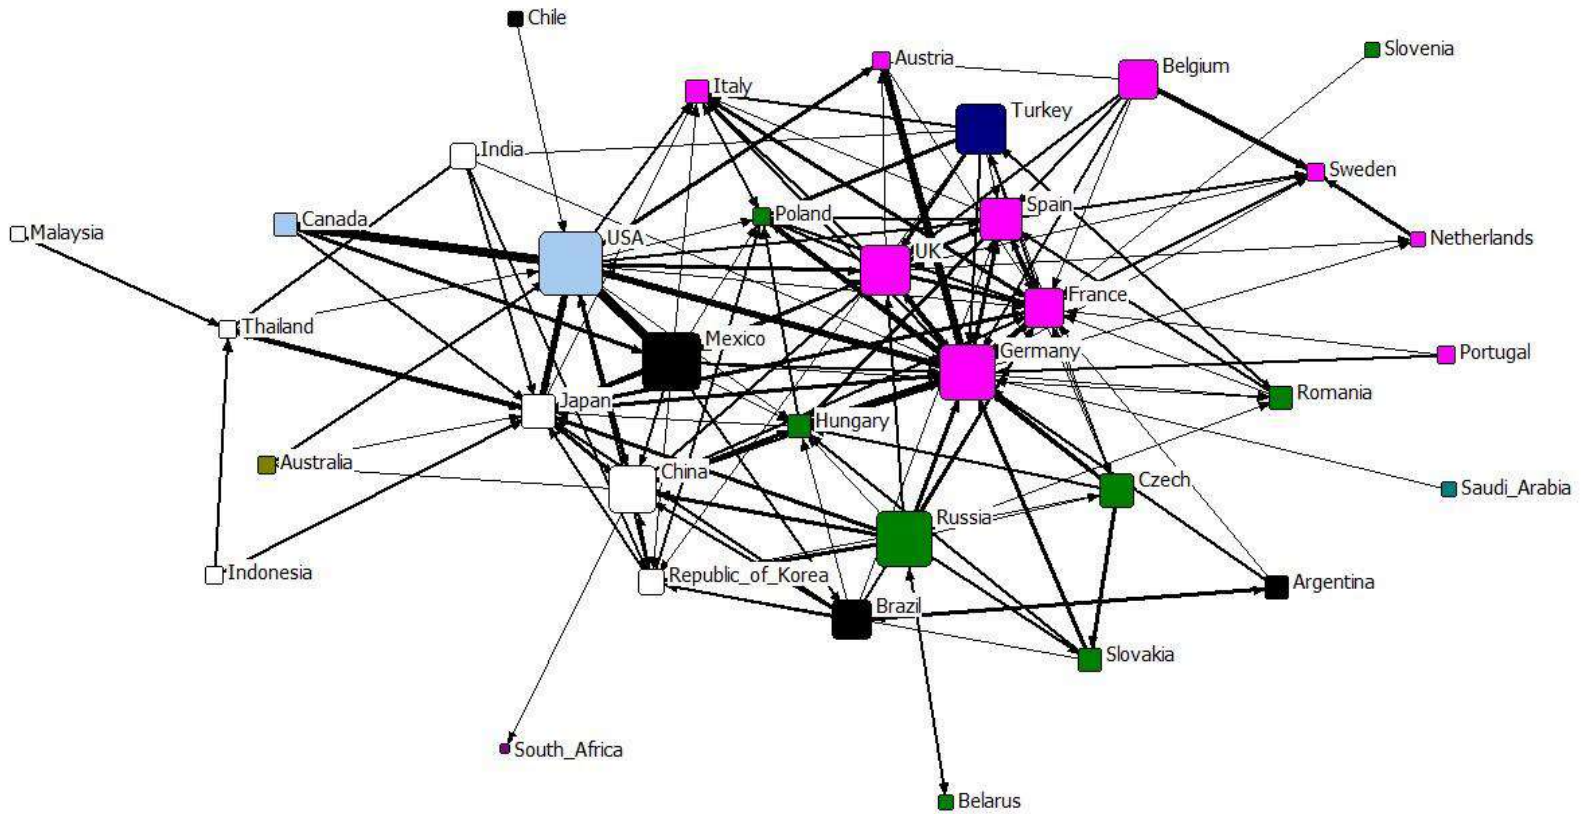 Chile
Slovenia
Austria
Belgium
Italy
Turkey
India
Sweden
Spain
Poland
Canada
Malaysia
USA
Netherlands
UK
France
Thailand
Mexico
Germany
Portugal
Romania
Japan
Hungary
Australia
China
Czech
Saudi_Arabia
Russia
Indonesia
Republic_of_Korea
Argentina
Brazil
Slovakia
South_Africa
Belarus